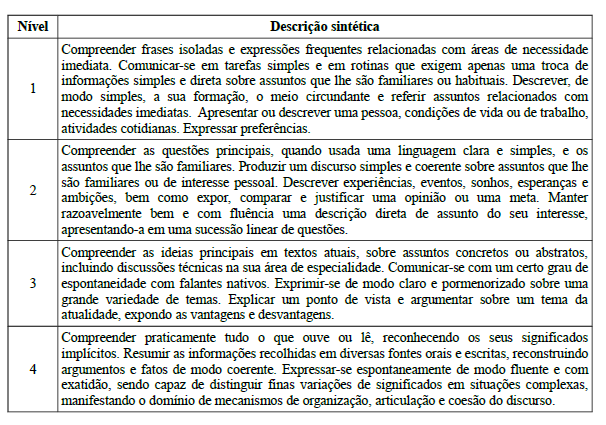 Nível Descrição sintética
Compreender frases isoladas e expressões frequentes relacionadas com áreas de necessidade
imediata. Comunicar-se em tarefas simples e em rotinas que exigem apenas uma troca de
informações simples e direta sobre assuntos que lhe são familiares ou habituais. Descrever, de
1 modo simples, a sua formação, o meio circundante e referir assuntos relacionados com
necessidades imediatas. Apresentar ou descrever uma pessoa, condições de vida ou de trabalho,
atividades cotidianas. Expressar preferências.
Compreender as questões principais, quando usada uma linguagem clara e simples, e os
assuntos que lhe são familiares. Produzir um discurso simples e coerente sobre assuntos que lhe
2 são familiares ou de interesse pessoal. Descrever experiências, eventos, sonhos, esperanças e
ambições, bem como expor, comparar e justificar uma opinião ou uma meta. Manter
razoavelmente bem e com fluência uma descrição direta de assunto do seu interesse,
apresentando-a em uma sucessão linear de questões.
Compreender as ideias principais em textos atuais, sobre assuntos concretos ou abstratos,
incluindo discussões técnicas na sua área de especialidade. Comunicar-se com um certo grau de
3 espontaneidade com falantes nativos. Exprimir-se de modo claro e pormenorizado sobre uma
grande variedade de temas. Explicar um ponto de vista e argumentar sobre um tema da
atualidade, expondo as vantagens e desvantagens.
Compreender praticamente tudo o que ouve ou lê, reconhecendo os seus significados
implícitos. Resumir as informações recolhidas em diversas fontes orais e escritas, reconstruindo
4 argumentos e fatos de modo coerente. Expressar-se espontaneamente de modo fluente e com
exatidão, sendo capaz de distinguir finas variações de significados em situações complexas,
manifestando o domínio de mecanismos de organização, articulação e coesão do discurso.